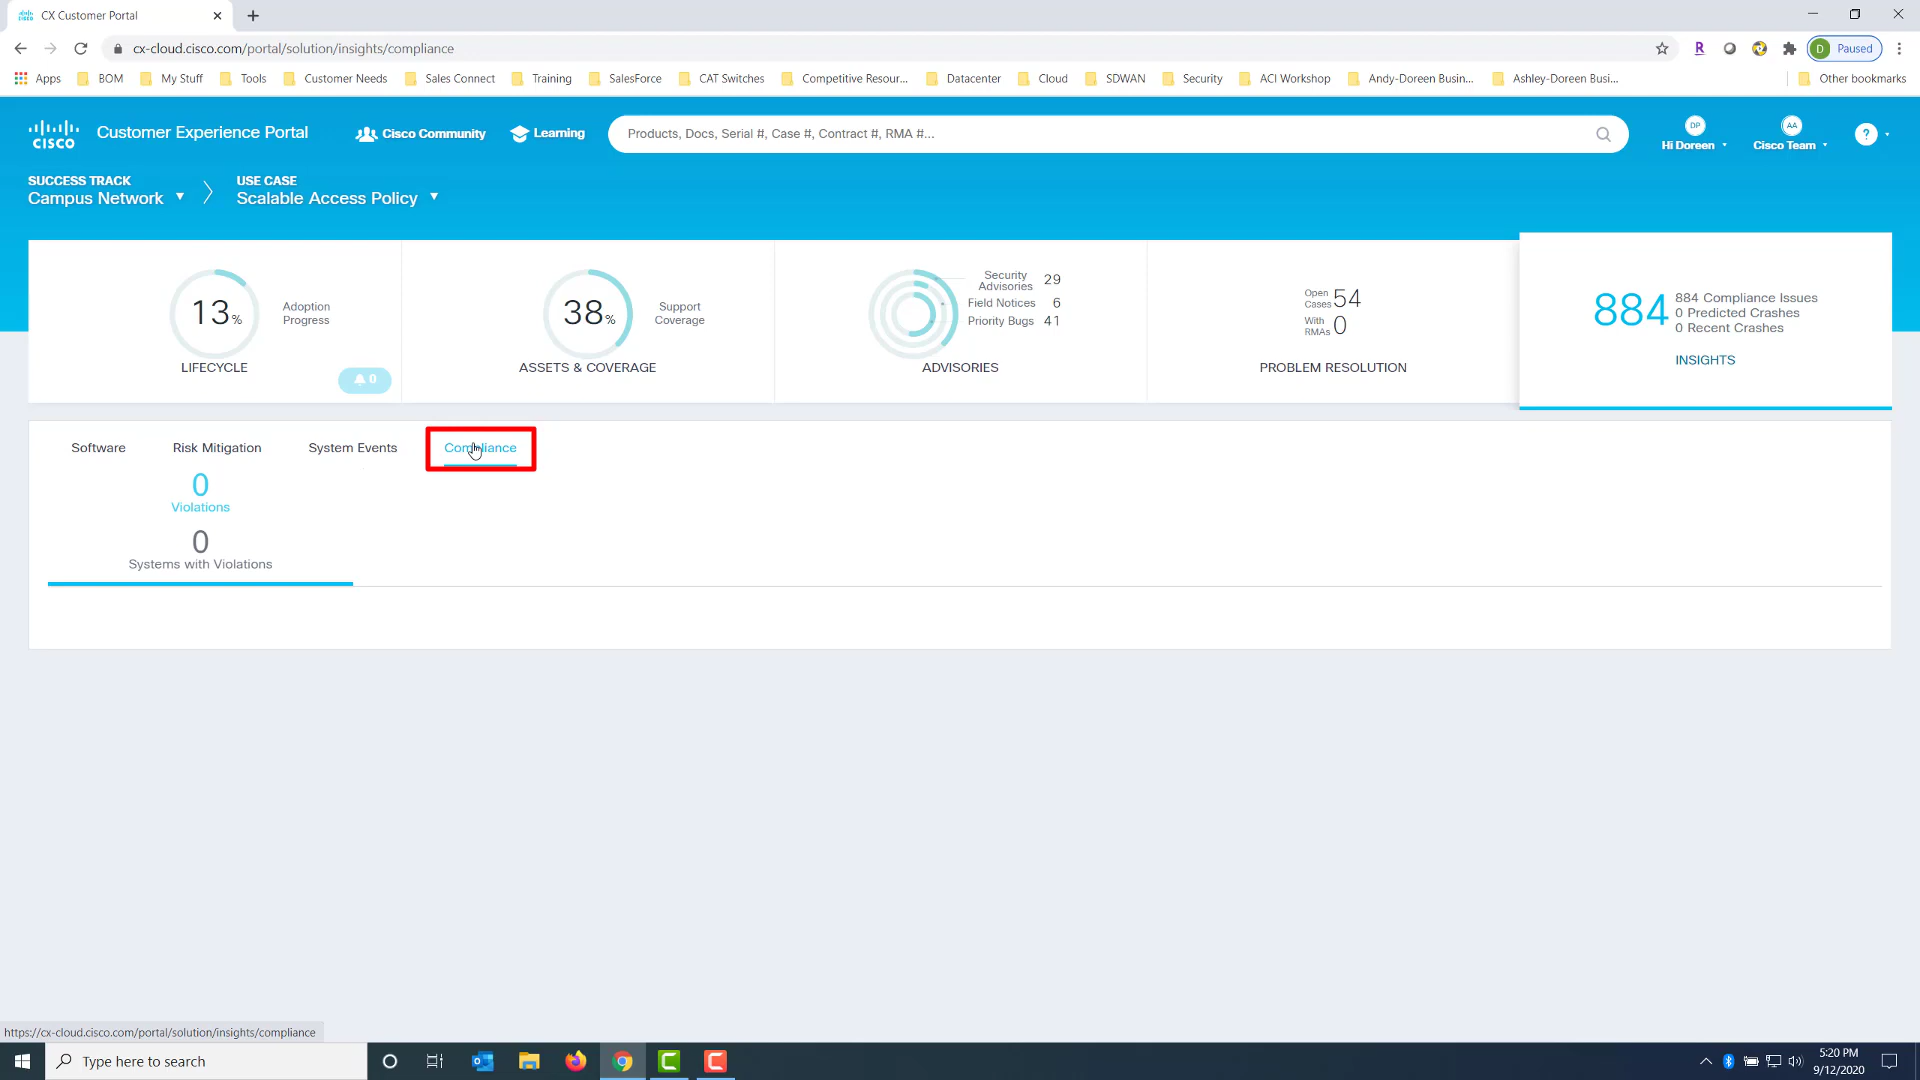 CX Customer Portal
cx-cloud.cisco.com/portal/solution/insights/compliance
R
D Paused
Apps BOM My Stuff Tools Customer Needs Sales Connect Training SalesForce CAT Switches Competitive Resour... Datacenter Cloud SDWAN Security ACI Workshop Andy-Doreen Busin... Ashley-Doreen Busi... Other bookmarks
CISCO Customer Experience Portal Cisco Community Learning
Products, Docs, Serial #, Case #, Contract #, RMA #...
DP
Hi Doreen
AA
Cisco Team
?
SUCCESS TRACK
Campus Network
USE CASE
Scalable Access Policy
13%
Adoption
Progress
LIFECYCLE
0
38%
Support
Coverage
ASSETS & COVERAGE
Security
Advisories 29
Field Notices 6
Priority Bugs 41
ADVISORIES
Open
Cases 54
With
RMAs 0
PROBLEM RESOLUTION
884
884 Compliance Issues
0 Predicted Crashes
0 Recent Crashes
INSIGHTS
Software Risk Mitigation System Events Compliance
0
Violations
0
Systems with Violations
https://cx-cloud.cisco.com/portal/solution/insights/compliance
Type here to search
5:20 PM
9/12/2020